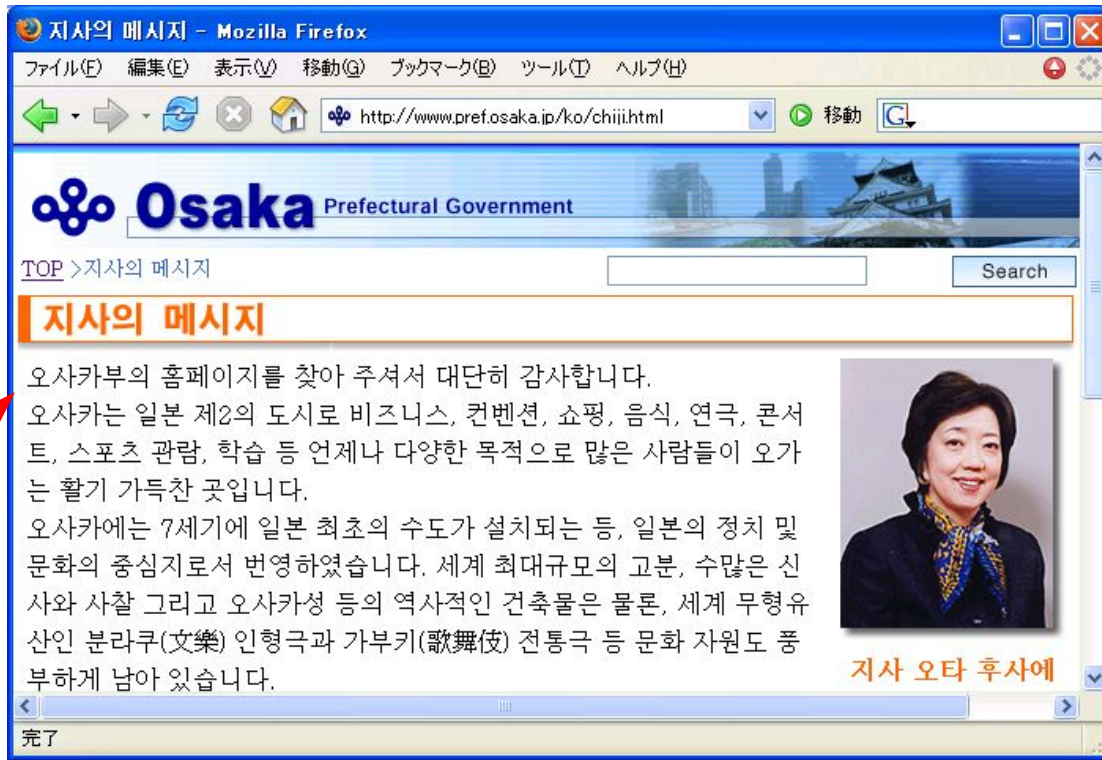 지사의 메시지 - Mozilla Firefox
ファイル(F) 編集(E) 表示(V) 移動(G) ブックマーク(B) ツール(T) ヘルプ(H)
http://www.pref.osaka.jp/ko/chiji.html 移動 G
Osaka Prefectural Government
TOP >지사의 메시지 Search
지사의 메시지
오사카부의 홈페이지를 찾아 주셔서 대단히 감사합니다.
오사카는 일본 제2의 도시로 비즈니스, 컨벤션, 쇼핑, 음식, 연극, 콘서
트, 스포츠 관람, 학습 등 언제나 다양한 목적으로 많은 사람들이 오가
는 활기 가득찬 곳입니다.
오사카에는 7세기에 일본 최초의 수도가 설치되는 등, 일본의 정치 및
문화의 중심지로서 번영하였습니다. 세계 최대규모의 고분, 수많은 신
사와 사찰 그리고 오사카성 등의 역사적인 건축물은 물론, 세계 무형유
산인 분라쿠(文樂) 인형극과 가부키(歌舞伎) 전통극 등 문화 자원도 풍
부하게 남아 있습니다.
지사 오타 후사에
完了